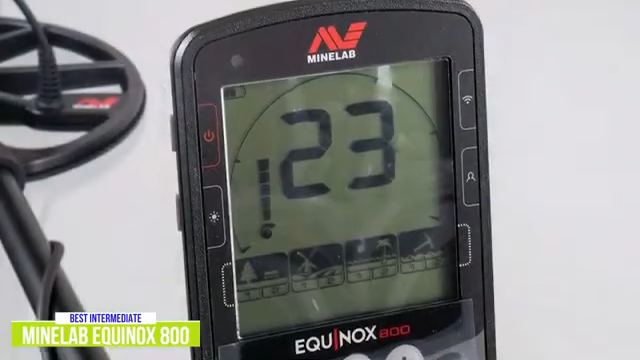 MINELAB
23
EQUINOX 800
BEST INTERMEDIATE
MINELAB EQUINOX 800